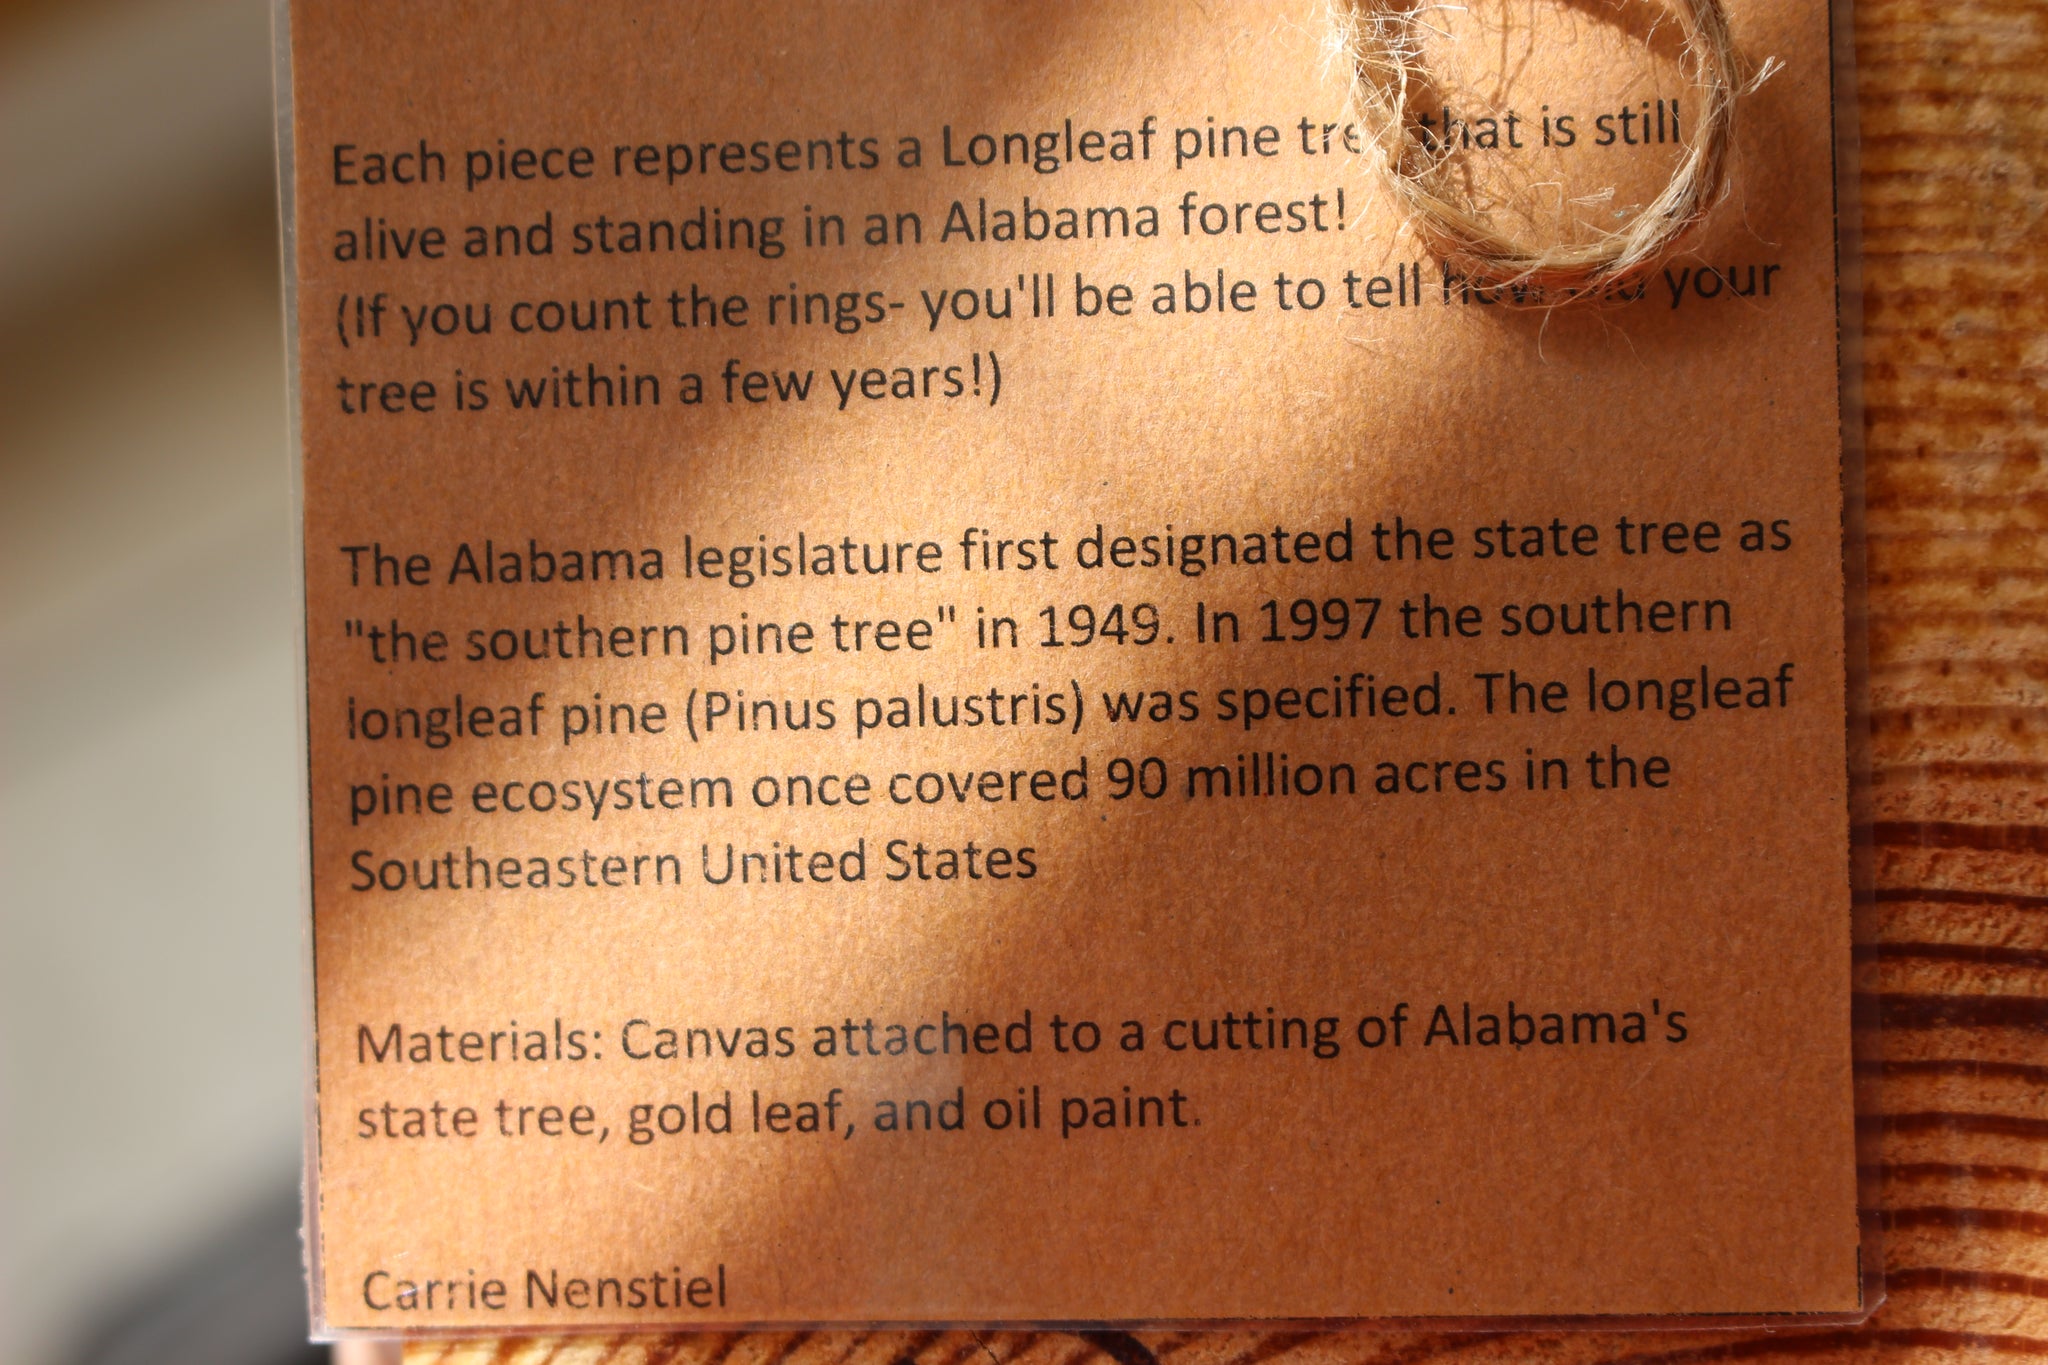 Each piece represents a Longleaf pine tree that is still
alive and standing in an Alabama forest!
(If you count the rings- you'll be able to tell how old your
tree is within a few years!)
The Alabama legislature first designated the state tree as
"the southern pine tree" in 1949. In 1997 the southern
longleaf pine (Pinus palustris) was specified. The longleaf
pine ecosystem once covered 90 million acres in the
Southeastern United States
Materials: Canvas attached to a cutting of Alabama's
state tree, gold leaf, and oil paint.
Carrie Nenstiel